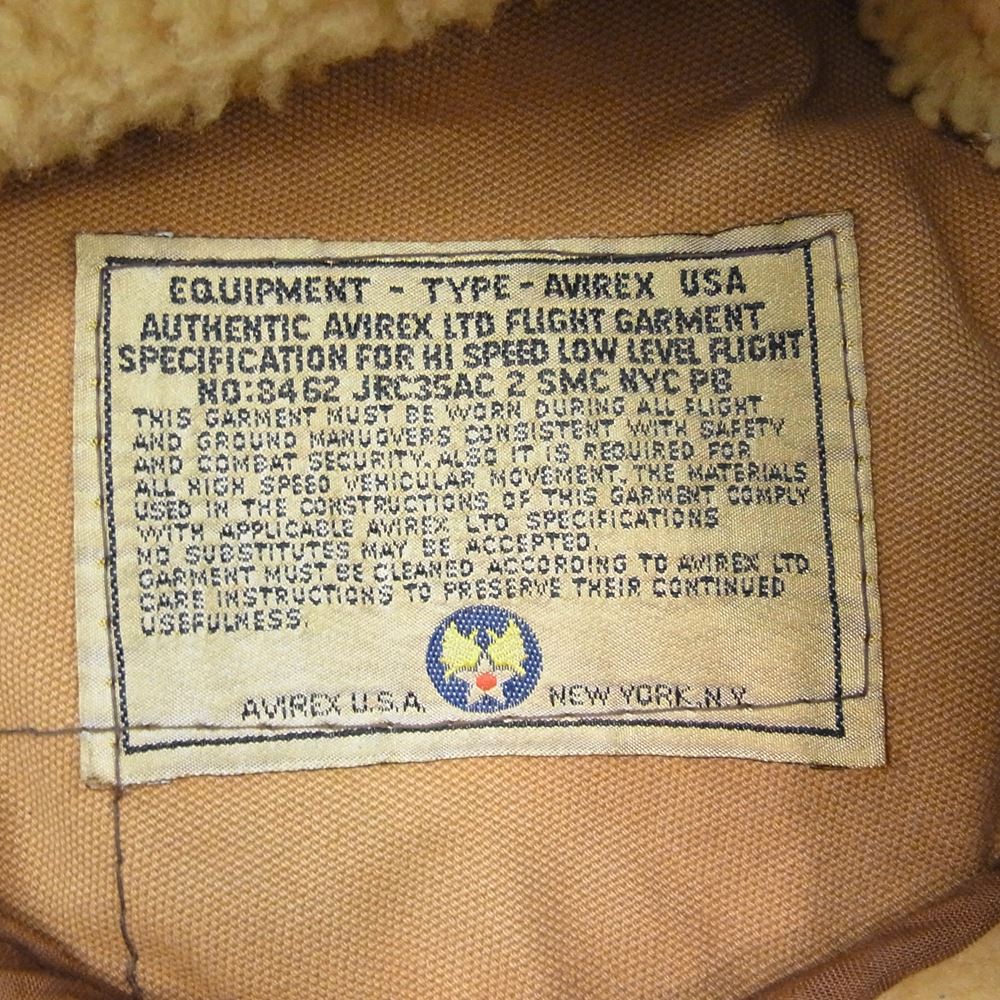 EQUIPMENT - TYPE - AVIREX USA
AUTHENTIC AVIREX LTD FLIGHT GARMENT
SPECIFICATION FOR HI SPEED LOW LEVEL FLIGHT
NO:8462 JRC35AC 2 SMC NYC PB
THIS GARMENT MUST BE WORN DURING ALL FLIGHT
AND GROUND MANUOVERS CONSISTENT WITH SAFETY
AND COMBAT SECURITY. ALSO IT IS REQUIRED FOR
ALL HIGH SPEED VEHICULAR MOVEMENT. THE MATERIALS
USED IN THE CONSTRUCTIONS OF THIS GARMENT COMPLY
WITH APPLICABLE AVIREX LTD SPECIFICATIONS
NO SUBSTITUTES MAY BE ACCEPTED.
GARMENT MUST BE CLEANED ACCORDING TO AVIREX LTD
CARE INSTRUCTIONS TO PRESERVE THEIR CONTINUED
USEFULNESS.
AVIREX U.S.A. NEW YORK, N.Y.